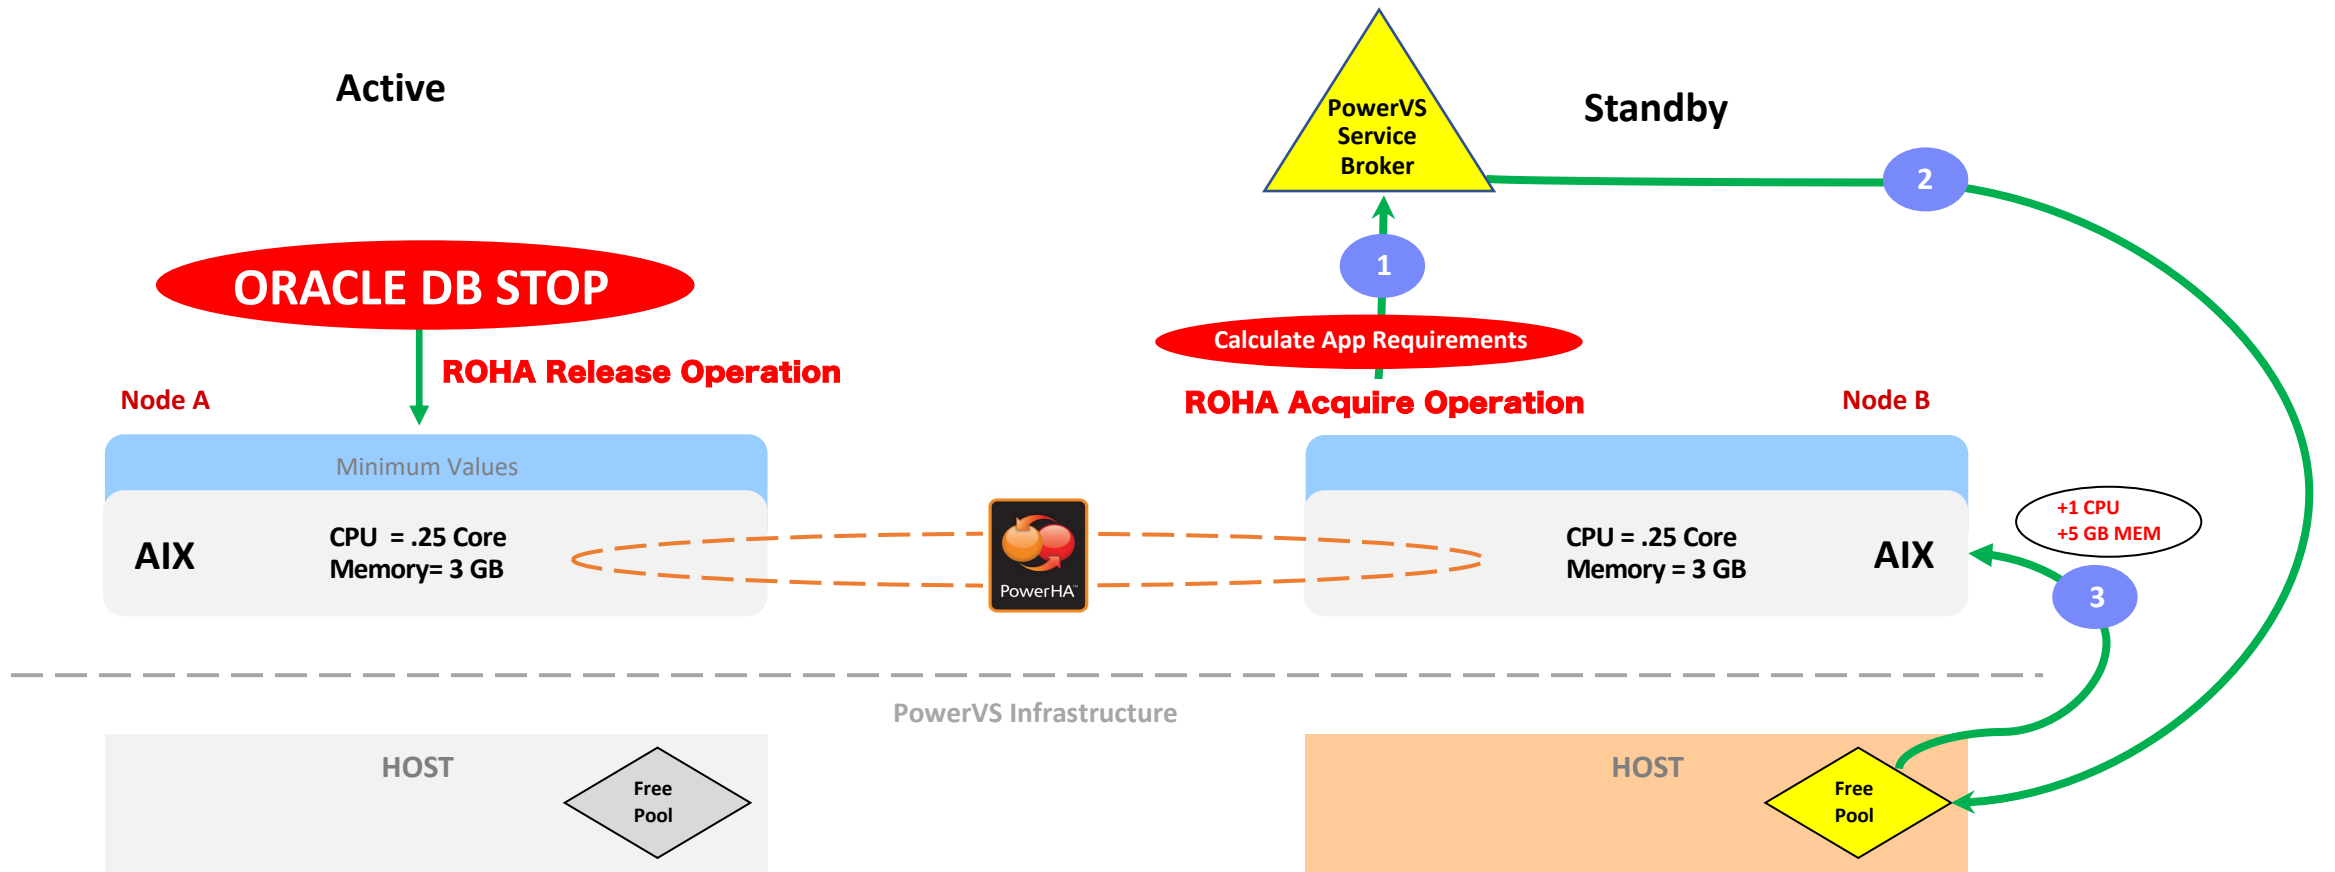 Active
PowerVS
Service
Broker
Standby
2
1
ORACLE DB STOP
Calculate App Requirements
ROHA Release Operation
Node A
ROHA Acquire Operation
Node B
Minimum Values
AIX
CPU = .25 Core
Memory= 3 GB
PowerHA™
CPU = .25 Core
Memory = 3 GB
AIX
+1 CPU
+5 GB MEM
3
PowerVS Infrastructure
HOST
Free
Pool
HOST
Free
Pool